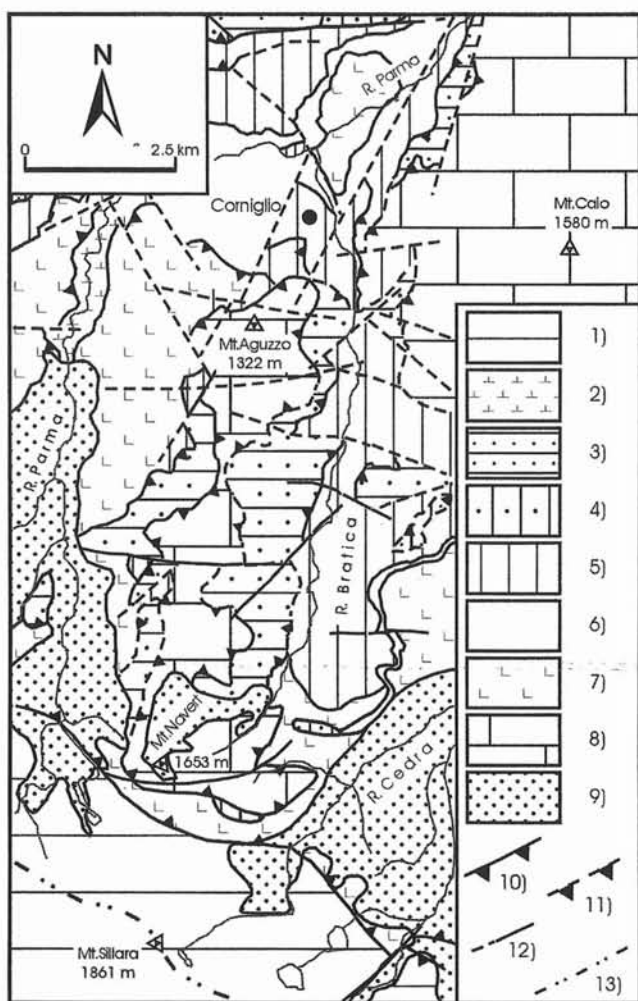 N
0 2.5 km
R. Parma
Corniglio
Mt.Caio
1580 m
Mt.Aguzzo
1322 m
R. Parma
R. Bratica
Mt.Navert
1653 m
R. Cedra
Mt.Sillara
1861 m
1)
2)
3)
4)
5)
6)
7)
8)
9)
10)
11)
12)
13)